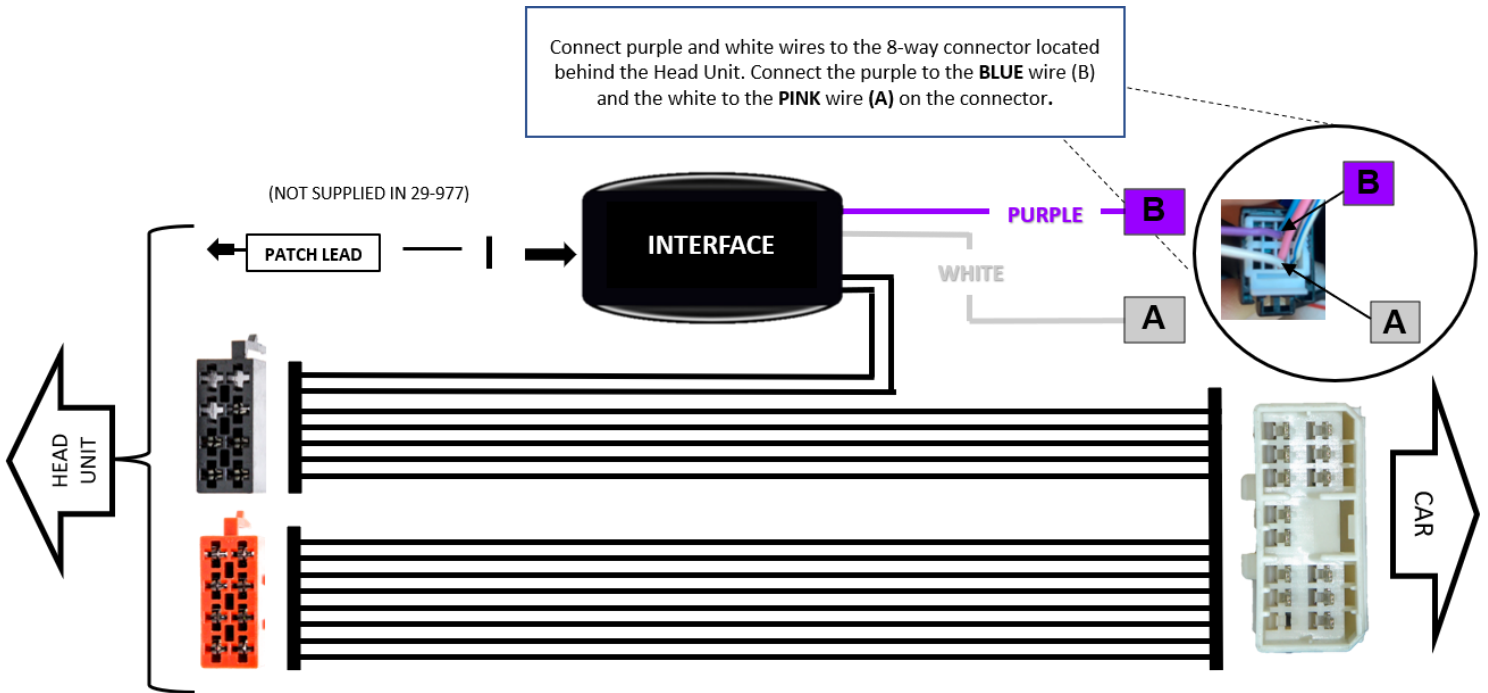 Connect purple and white wires to the 8-way connector located
behind the Head Unit. Connect the purple to the BLUE wire (B)
and the white to the PINK wire (A) on the connector.
(NOT SUPPLIED IN 29-977)
PATCH LEAD
INTERFACE
PURPLE
B
WHITE
A
B
A
HEAD
UNIT
CAR